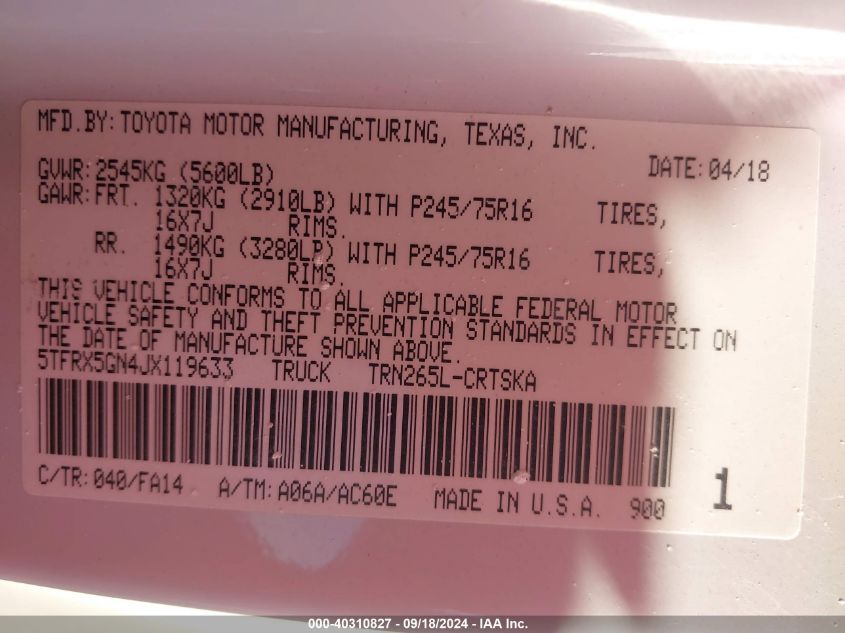 MFD.BY:TOYOTA MOTOR MANUFACTURING, TEXAS, INC.
DATE:04/18
GVWR:2545KG (5600LB)
GAWR:FRT. 1320KG (2910LB) WITH P245/75R16 TIRES,
16X7J RIMS.
RR. 1490KG (3280LB) WITH P245/75R16 TIRES,
16X7J RIMS.
THIS VEHICLE CONFORMS TO ALL APPLICABLE FEDERAL MOTOR
VEHICLE SAFETY AND THEFT PREVENTION STANDARDS IN EFFECT ON
THE DATE OF MANUFACTURE SHOWN ABOVE.
5TFRX5GN4JX119633 TRUCK TRN265L-CRTSKA
C/TR:040/FA14 A/TM:A06A/AC60E MADE IN U.S.A. 900 1
000-40310827 - 09/18/2024 - IAA Inc.